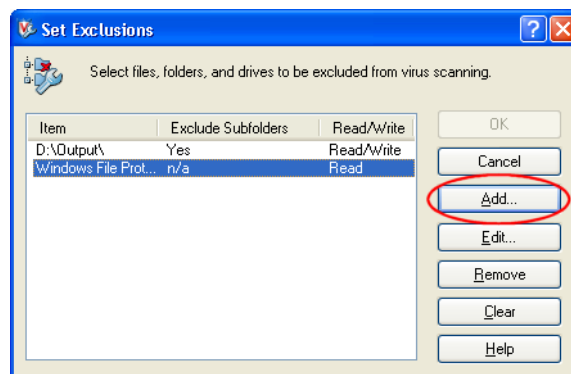 Set Exclusions
Select files, folders, and drives to be excluded from virus scanning.
Item Exclude Subfolders Read/Write
D:\Output\ Yes Read/Write
Windows File Prot... n/a Read
OK
Cancel
Add...
Edit...
Remove
Clear
Help